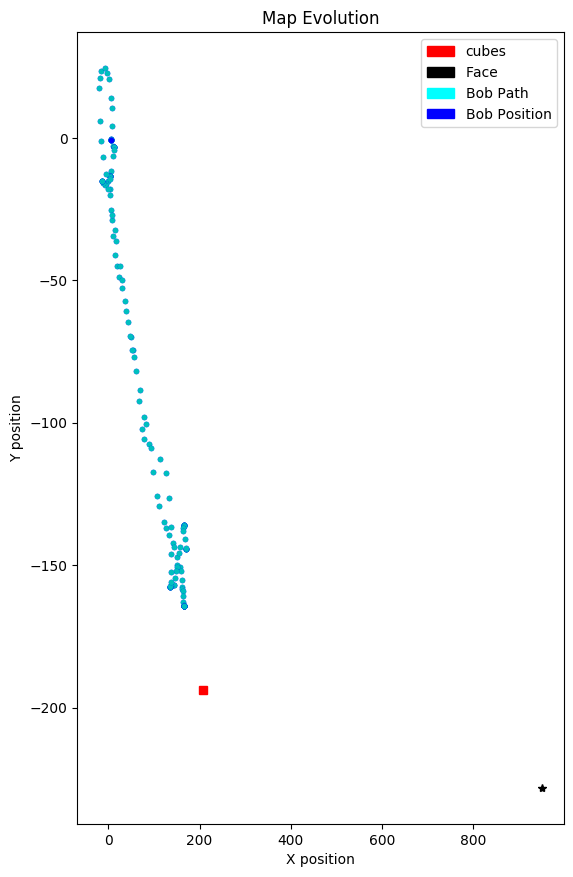 Map Evolution
cubes
Face
Bob Path
Bob Position
0
−50
−100
−150
−200
Y position
0
200
400
600
800
X position